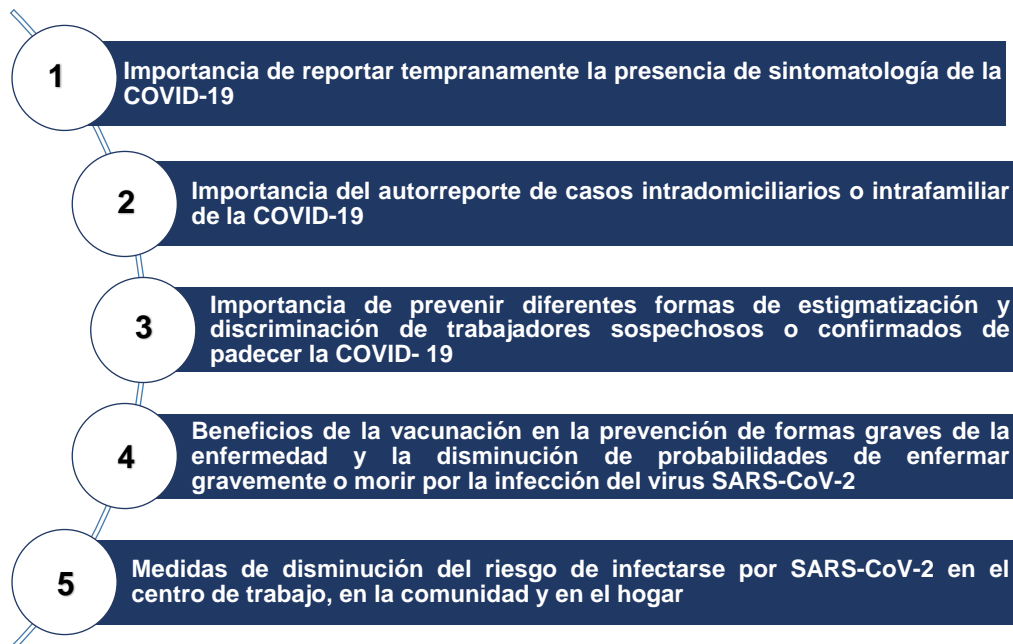 1
Importancia de reportar tempranamente la presencia de sintomatología de la
COVID-19
2
Importancia del autorreporte de casos intradomiciliarios o intrafamiliar
de la COVID-19
3
Importancia de prevenir diferentes formas de estigmatización y
discriminación de trabajadores sospechosos o confirmados de
padecer la COVID- 19
4
Beneficios de la vacunación en la prevención de formas graves de la
enfermedad y la disminución de probabilidades de enfermar
gravemente o morir por la infección del virus SARS-CoV-2
5
Medidas de disminución del riesgo de infectarse por SARS-CoV-2 en el
centro de trabajo, en la comunidad y en el hogar